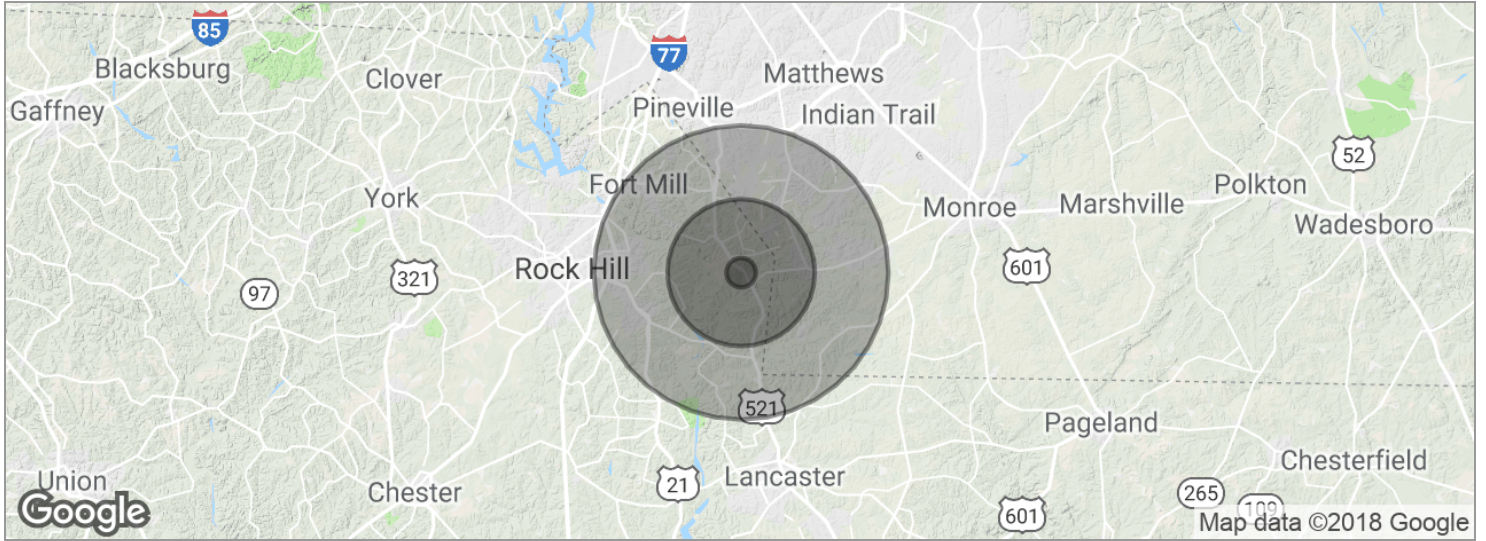 85
77
Blacksburg
Clover
Matthews
Gaffney
Pineville
Indian Trail
52
York
Fort Mill
Monroe
Marshville
Polkton
Wadesboro
Rock Hill
321
601
97
521
Pageland
Chesterfield
Union
Chester
21
Lancaster
265
109
601
Google
Map data ©2018 Google